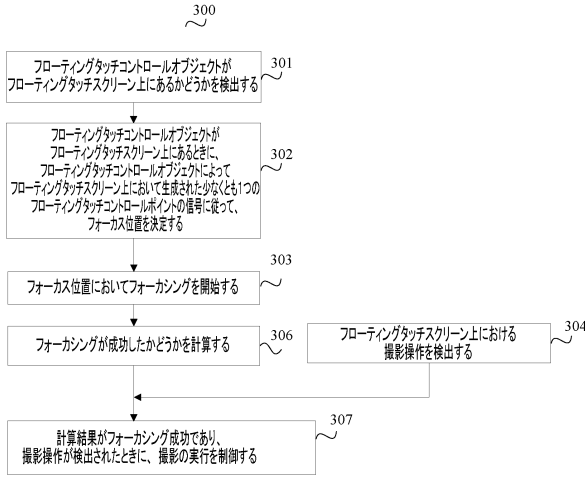 300
フローティングタッチコントロールオブジェクトが
フローティングタッチスクリーン上にあるかどうかを検出する
301
フローティングタッチコントロールオブジェクトが
フローティングタッチスクリーン上にあるときに、
フローティングタッチコントロールオブジェクトによって
フローティングタッチスクリーン上において生成された少なくとも1つの
フローティングタッチコントロールポイントの信号に従って、
フォーカス位置を決定する
302
フォーカス位置においてフォーカシングを開始する
303
フォーカシングが成功したかどうかを計算する
306
フローティングタッチスクリーン上における
撮影操作を検出する
304
計算結果がフォーカシング成功であり、
撮影操作が検出されたときに、撮影の実行を制御する
307